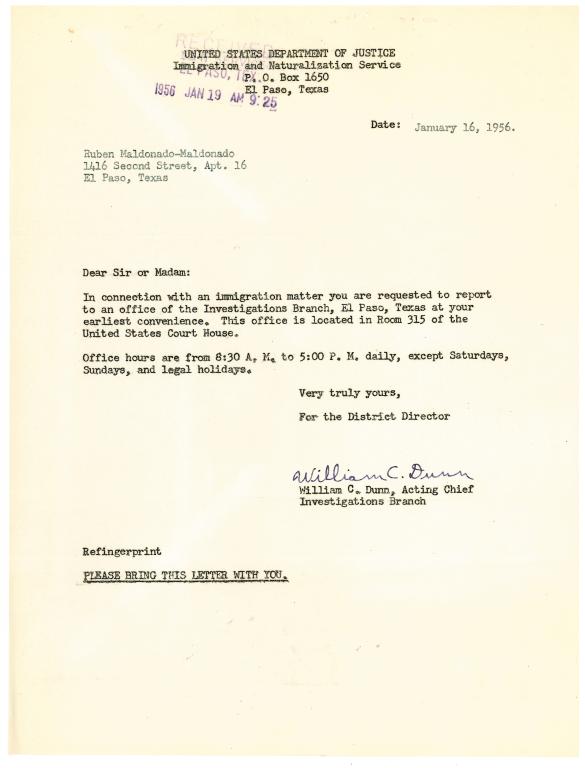 RECEIVED
UNITED STATES DEPARTMENT OF JUSTICE
Immigration and Naturalization Service
EL PASO, TEX.
P. O. Box 1650
El Paso, Texas
1956 JAN 19 AM 9:25
Date: January 16, 1956.
Ruben Maldonado-Maldonado
1416 Second Street, Apt. 16
El Paso, Texas
Dear Sir or Madam:
In connection with an immigration matter you are requested to report
to an office of the Investigations Branch, El Paso, Texas at your
earliest convenience. This office is located in Room 315 of the
United States Court House.
Office hours are from 8:30 A. M. to 5:00 P. M. daily, except Saturdays,
Sundays, and legal holidays.
Very truly yours,
For the District Director
William C. Dunn
William C. Dunn, Acting Chief
Investigations Branch
Refingerprint
PLEASE BRING THIS LETTER WITH YOU.